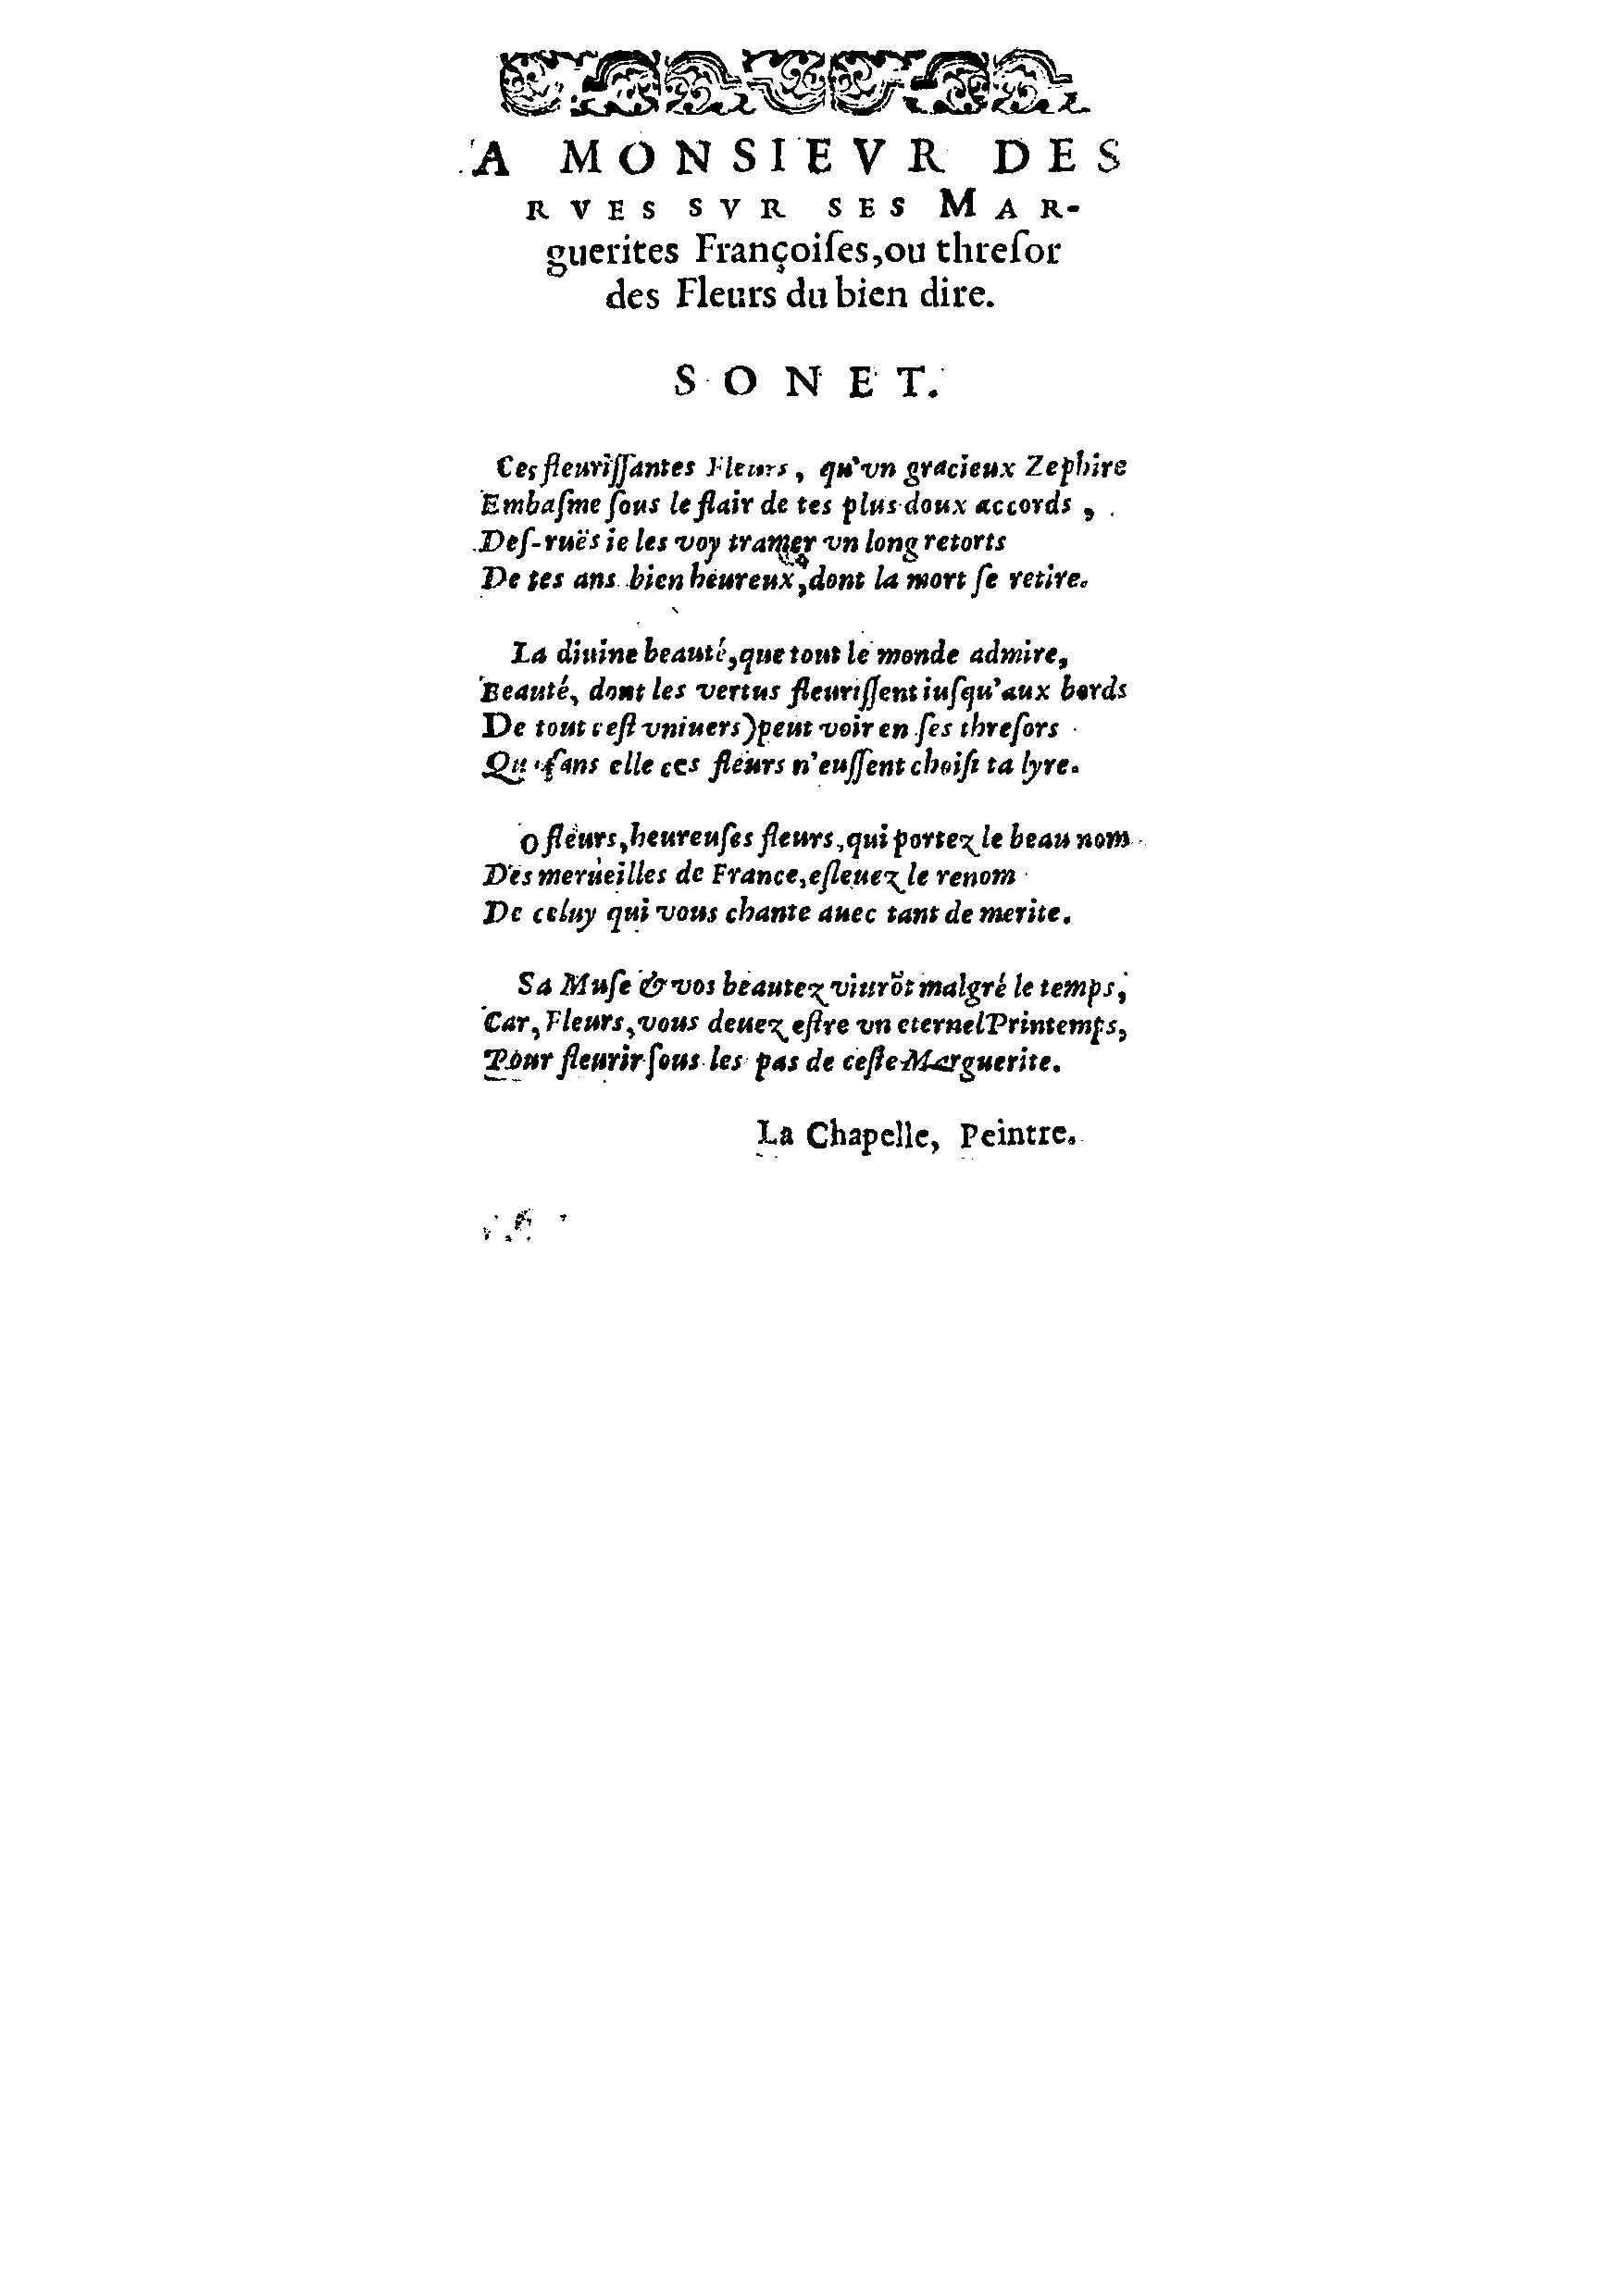 A MONSIEVR DES
RVES SVR SES MAR-
guerites Françoiſes, ou threſor
des Fleurs du bien dire.
SONET.
Ces fleuriſſantes Fleurs, qu'vn gracieux Zephire
Embaſme ſous le flair de tes plus doux accords,
Deſ-ruës ie les voy tramer vn long retorts
De tes ans bien heureux, dont la mort ſe retire.
La diuine beauté, que tout le monde admire,
Beauté, dont les vertus fleuriſſent iuſqu'aux bords
De tout ceſt vniuers) peut voir en ſes threſors
ſans elle ces fleurs n'euſſent choiſi ta lyre.
O fleurs, heureuſes fleurs, qui portez le beau nom
Des merueilles de France, eſleuez le renom
De celuy qui vous chante auec tant de merite.
Sa Muſe & vos beautez viurõt malgré le temps,
Car, Fleurs, vous deuez eſtre vn eternel Printemps,
Pour fleurir ſous les pas de ceſte Marguerite.
La Chapelle, Peintre.